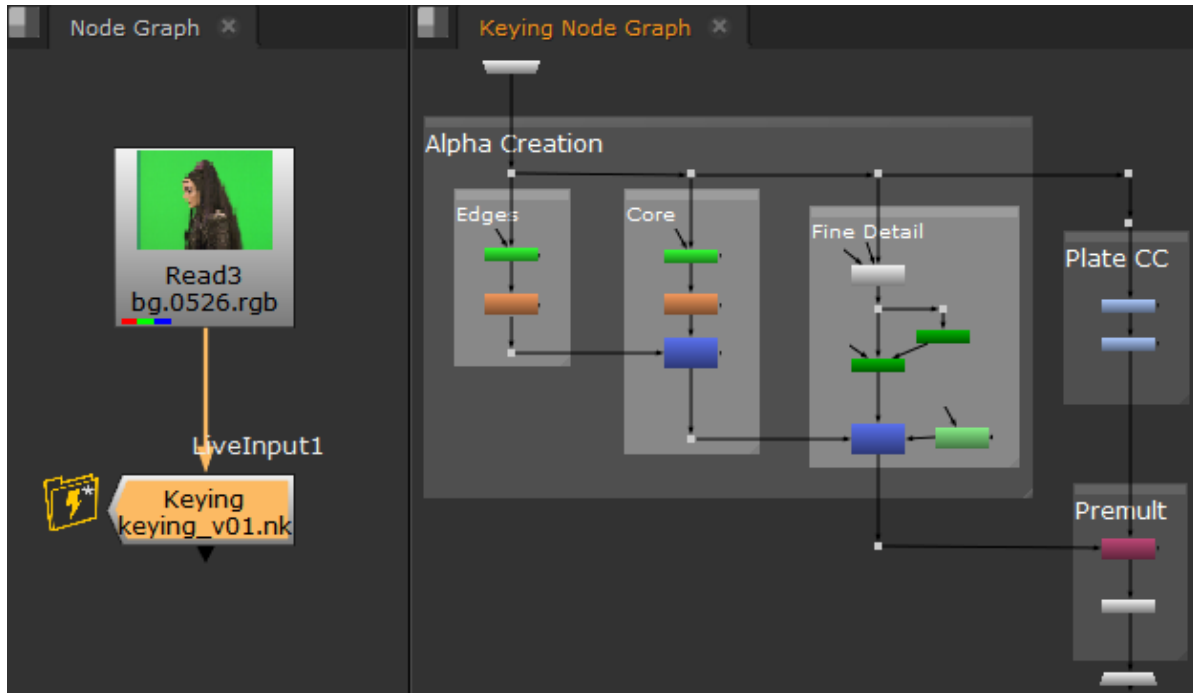 Node Graph
Keying Node Graph
Read3
bg.0526.rgb
LiveInput1
Keying
keying_v01.nk
Alpha Creation
Edges
Core
Fine Detail
Plate CC
Premult